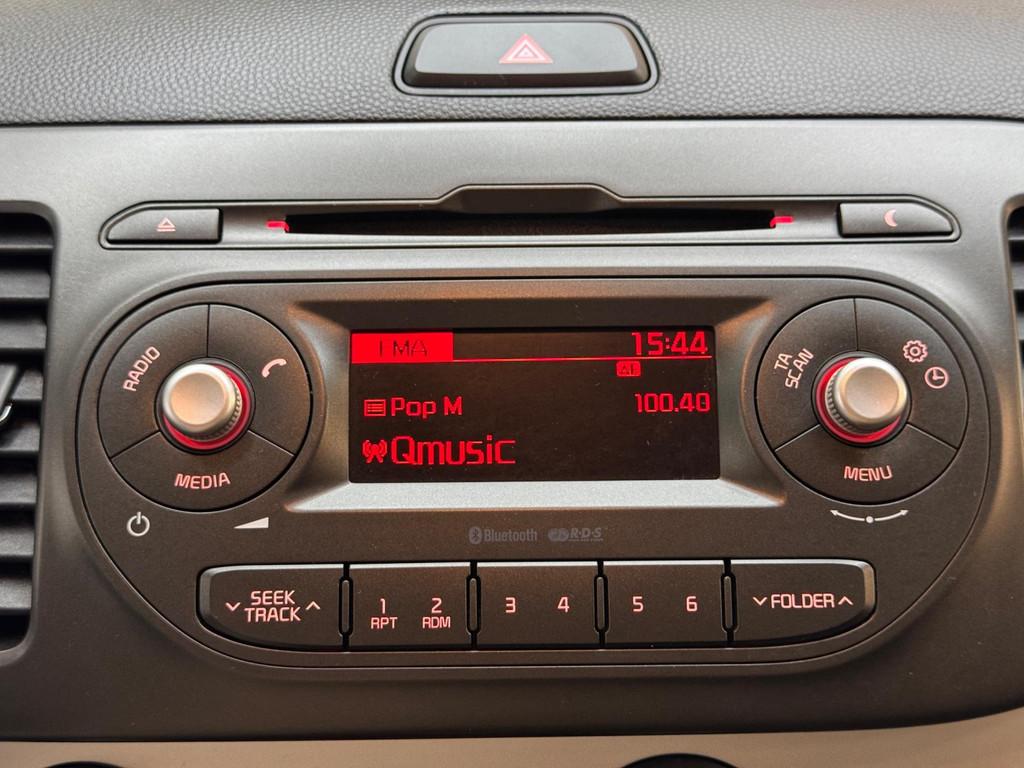 FMA
15:44
AF
Pop M
100.40
Qmusic
RADIO
MEDIA
TA
SCAN
MENU
Bluetooth
R·D·S
SEEK
TRACK
1
RPT
2
RDM
3
4
5
6
FOLDER